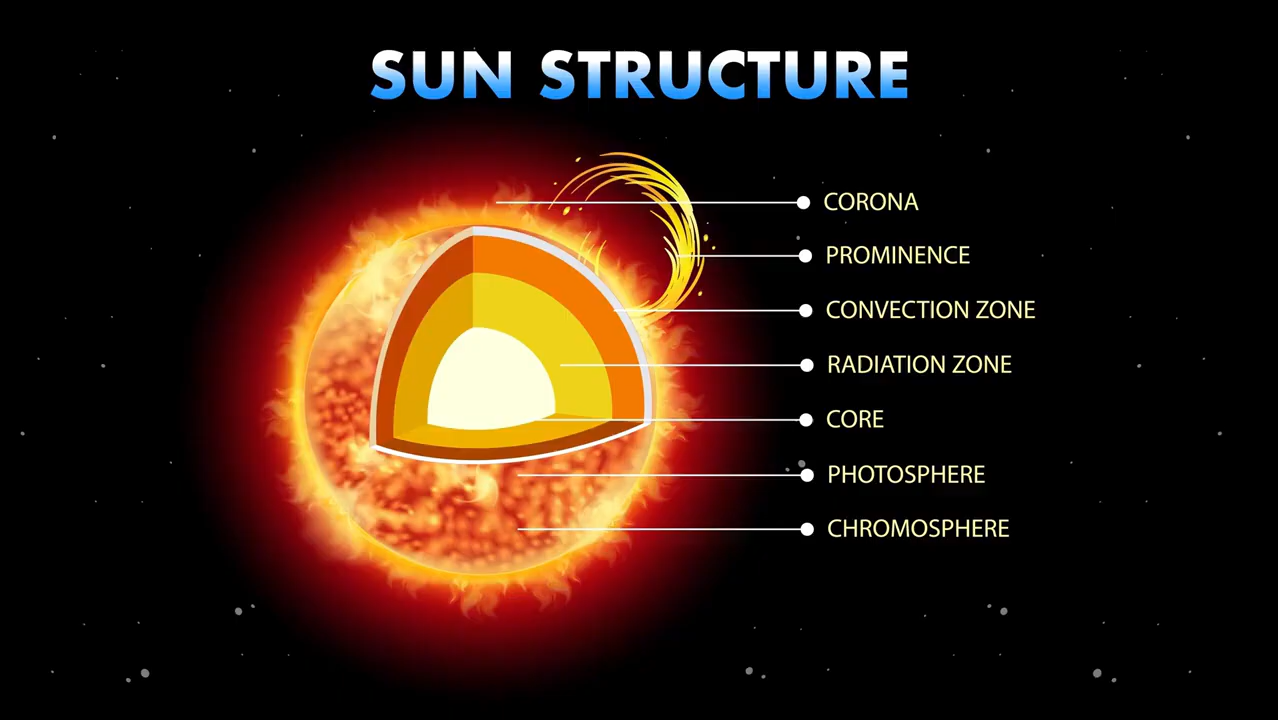 SUN STRUCTURE
CORONA
PROMINENCE
CONVECTION ZONE
RADIATION ZONE
CORE
PHOTOSPHERE
CHROMOSPHERE